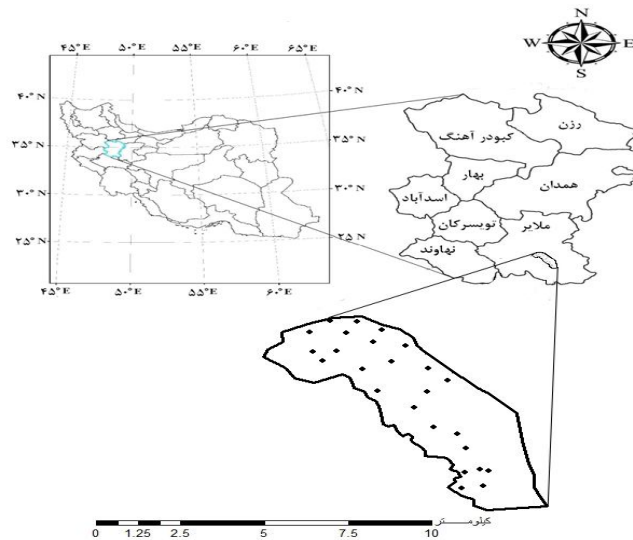 N
W E
S
۴۵°E ۵۰°E ۵۵°E ۶۰°E ۶۵°E
۴۰°N ۴۰°N
۳۵°N ۳۵°N
۳۰°N ۳۰°N
۲۵°N ۲۵°N
۴۵°E ۵۰°E ۵۵°E ۶۰°E
رزن
کبودر آهنگ
بهار
همدان
اسدآباد
تویسرکان
ملایر
نهاوند
کیلومتر
0 1.25 2.5 5 7.5 10